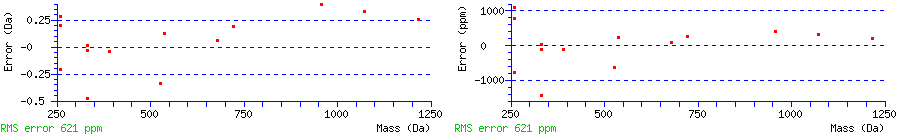 Error (Da)
0.25
-0
-0.25
-0.5
250
500
750
1000
1250
RMS error 621 ppm
Mass (Da)
Error (ppm)
1000
0
-1000
250
500
750
1000
1250
RMS error 621 ppm
Mass (Da)